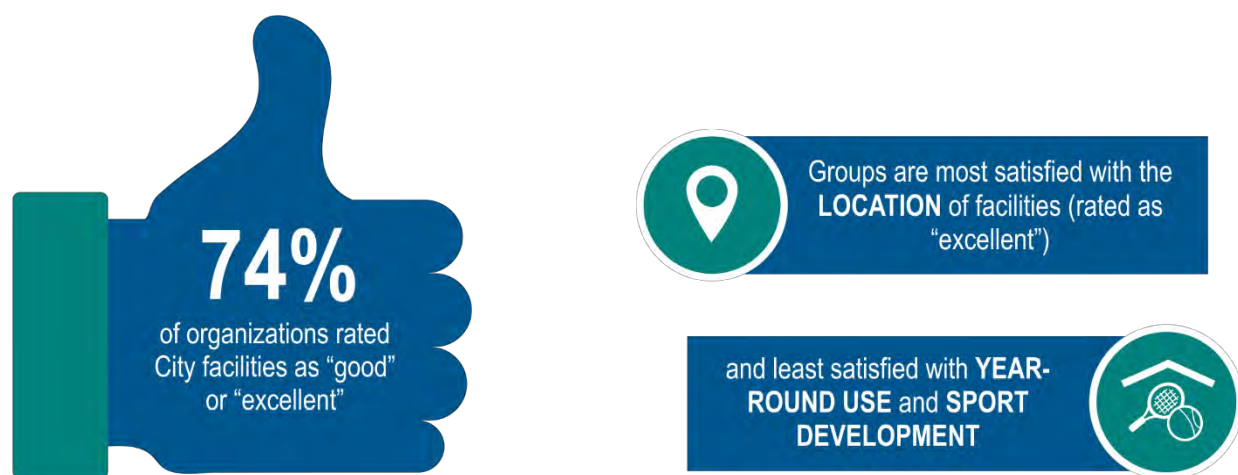 74%
of organizations rated
City facilities as “good”
or “excellent”
Groups are most satisfied with the
LOCATION of facilities (rated as
“excellent”)
and least satisfied with YEAR-
ROUND USE and SPORT
DEVELOPMENT